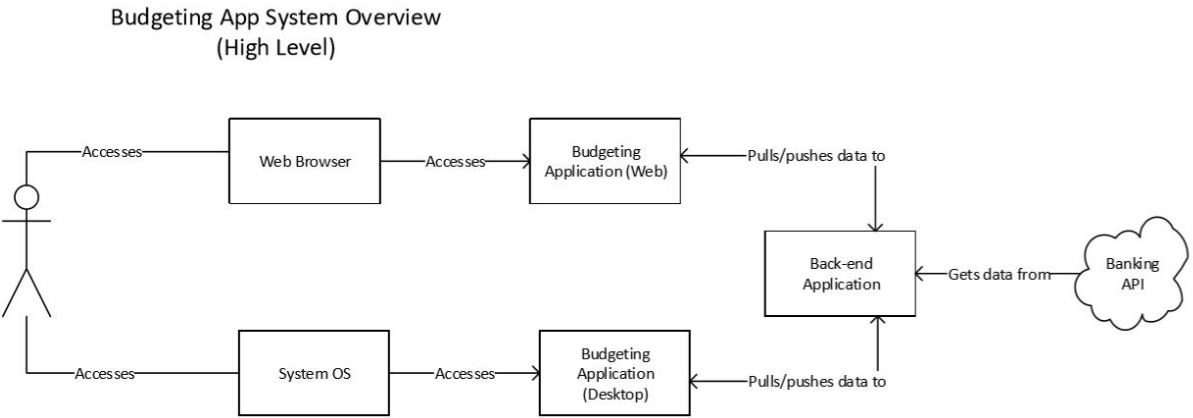 Budgeting App System Overview
(High Level)
Accesses
Web Browser
Accesses
Budgeting
Application (Web)
Pulls/pushes data to
Back-end
Application
Gets data from
Banking
API
Accesses
System OS
Accesses
Budgeting
Application
(Desktop)
Pulls/pushes data to